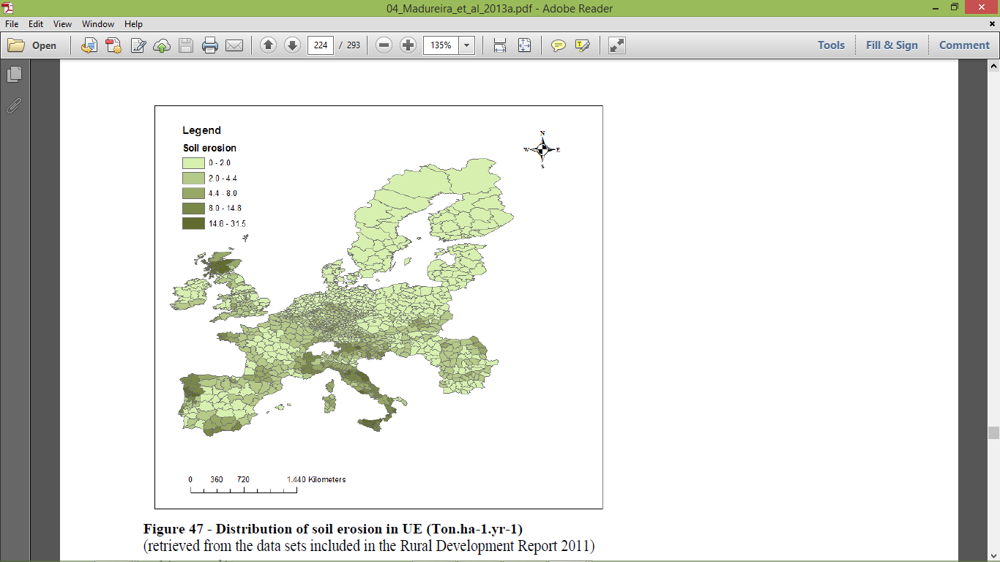 04_Madureira_et_al_2013a.pdf - Adobe Reader
File Edit View Window Help
Open 224 / 293 135% Tools Fill & Sign Comment
Legend
Soil erosion
0 - 2.0
2.0 - 4.4
4.4 - 8.0
8.0 - 14.8
14.8 - 31.5
N
W E
S
0 360 720 1.440 Kilometers
Figure 47 - Distribution of soil erosion in UE (Ton.ha-1.yr-1)
(retrieved from the data sets included in the Rural Development Report 2011)